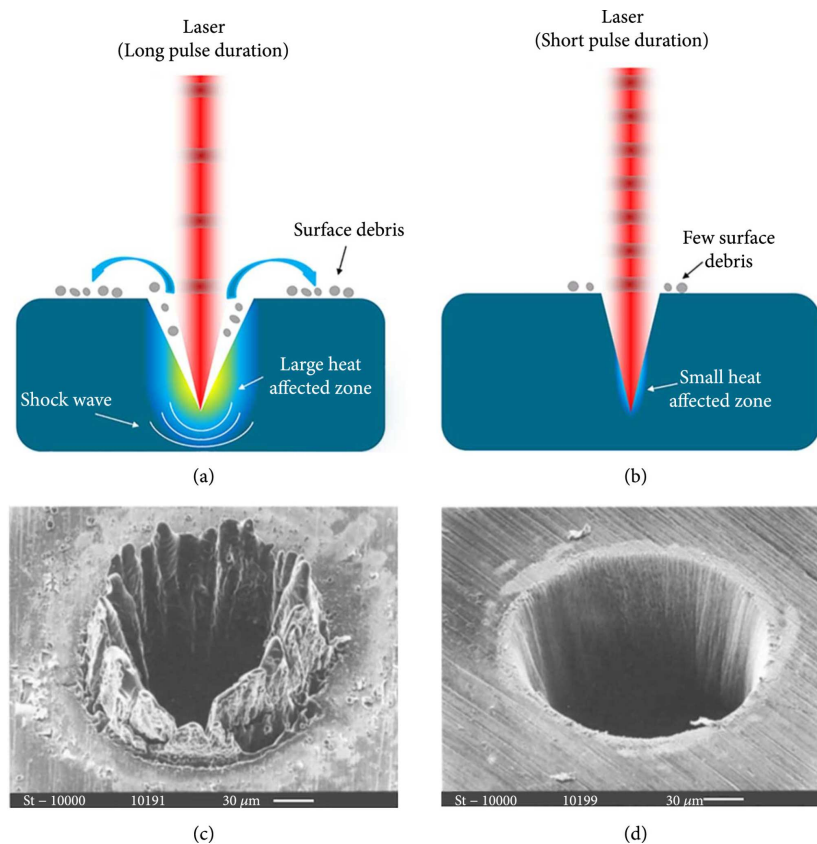 Laser
(Long pulse duration)
Laser
(Short pulse duration)
Surface debris
Few surface
debris
Large heat
affected zone
Shock wave
Small heat
affected zone
(a)
(b)
St – 10000 10191 30 µm
St – 10000 10199 30 µm
(c)
(d)